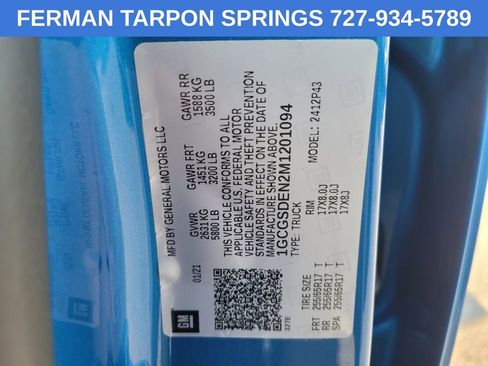 FERMAN TARPON SPRINGS 727-934-5789
MFD BY GENERAL MOTORS LLC
01/21 GVWR GAWR FRT GAWR RR
2631 KG 1451 KG 1588 KG
5800 LB 3200 LB 3500 LB
THIS VEHICLE CONFORMS TO ALL
APPLICABLE U.S. FEDERAL MOTOR
VEHICLE SAFETY AND THEFT PREVENTION
STANDARDS IN EFFECT ON THE DATE OF
MANUFACTURE SHOWN ABOVE.
1GCGSDEN2M1201094
TYPE: TRUCK MODEL: 2412P43
TIRE SIZE RIM
FRT 255/65R17 T 17X8.0J
RR 255/65R17 T 17X8.0J
SPA 255/65R17 T 17X8J
GM
327E